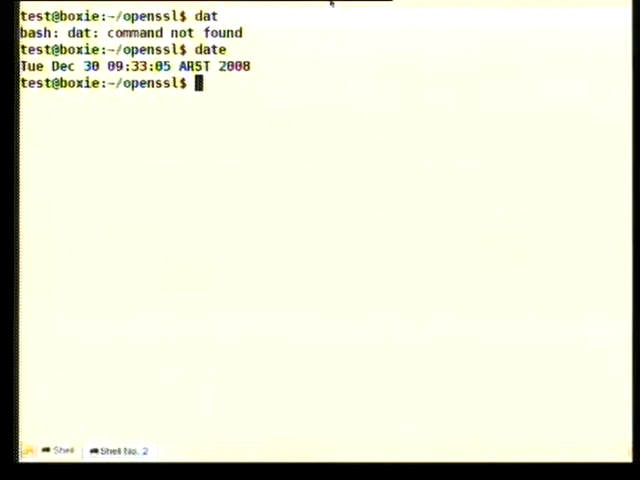 test@boxie:~/openssl$ dat
bash: dat: command not found
test@boxie:~/openssl$ date
Tue Dec 30 09:33:05 ARST 2008
test@boxie:~/openssl$
Shell
Shell No. 2